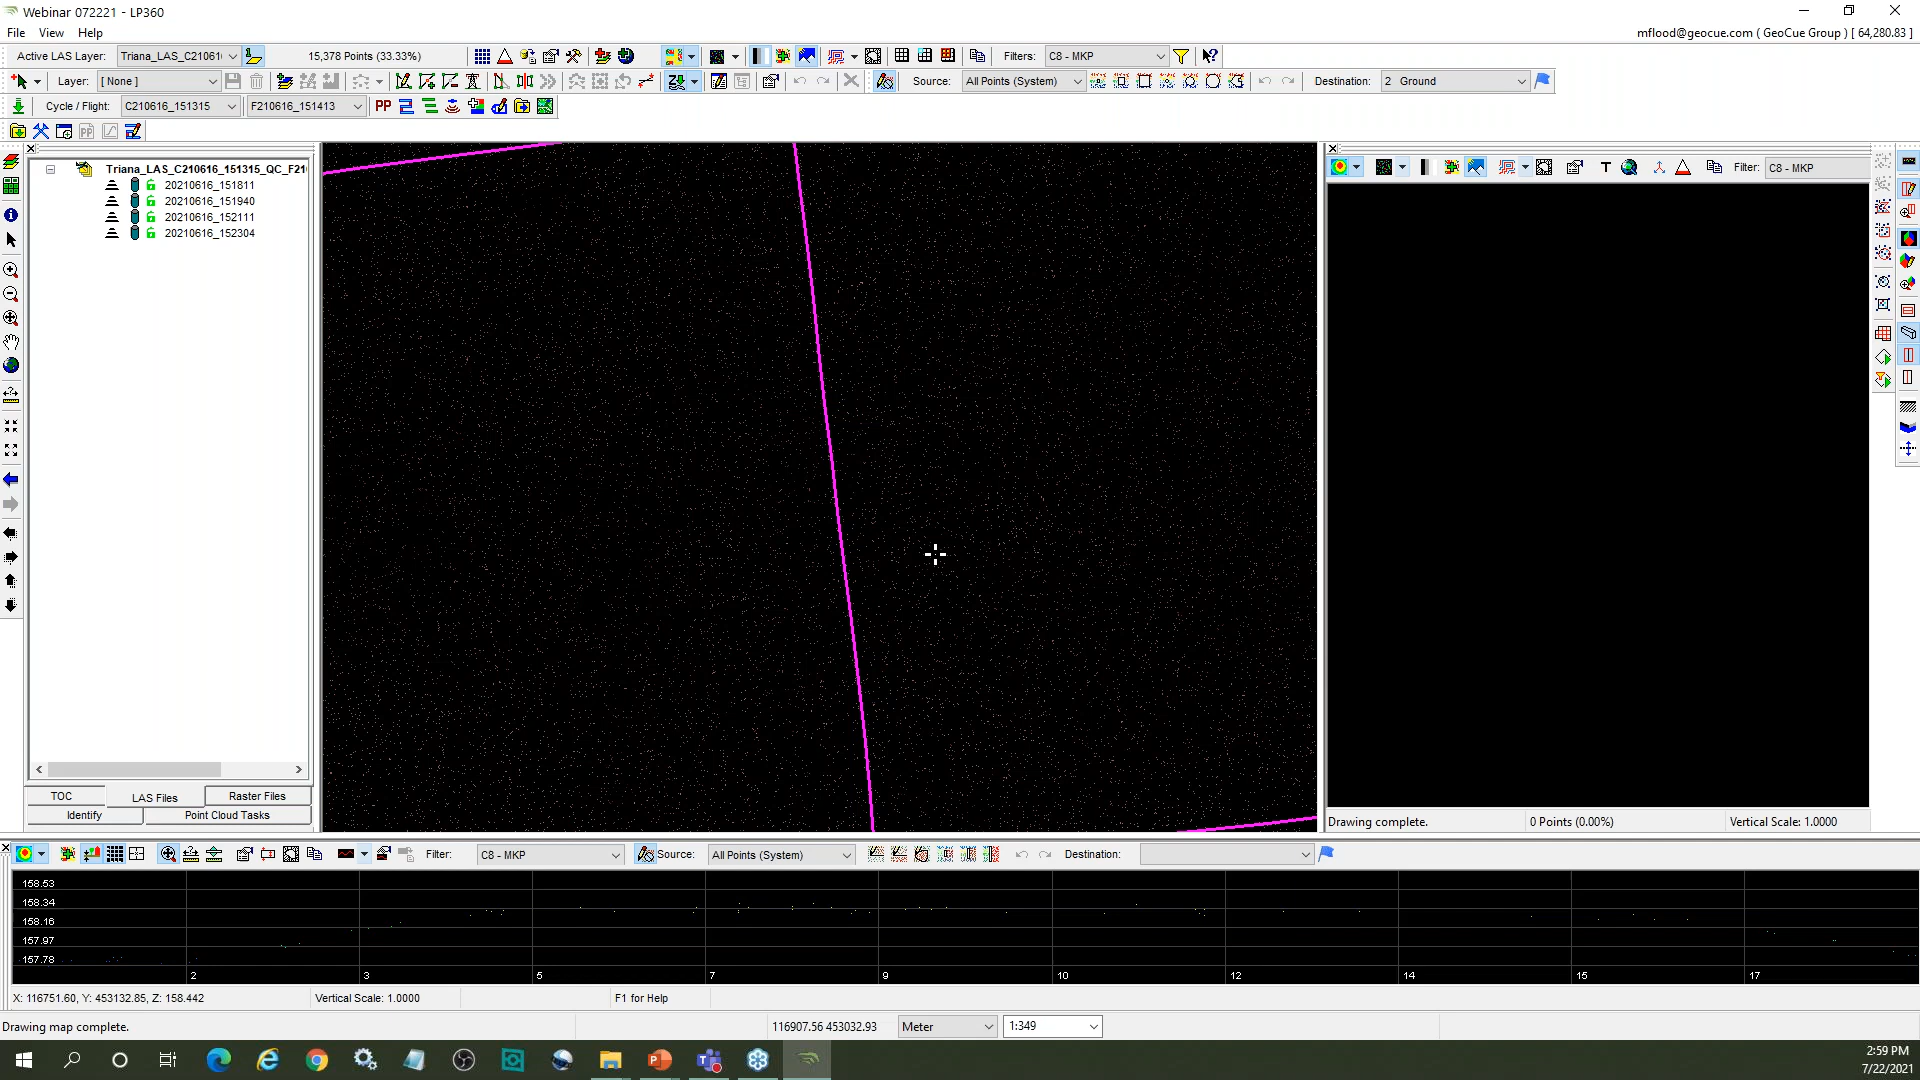 Webinar 072221 - LP360
File View Help
mflood@geocue.com ( GeoCue Group ) [ 64,280.83 ]
Active LAS Layer: Triana_LAS_C21061 15,378 Points (33.33%) Filters: C8 - MKP
Layer: [ None ] Source: All Points (System) Destination: 2 Ground
Cycle / Flight: C210616_151315 F210616_151413 PP
Triana_LAS_C210616_151315_QC_F21
20210616_151811
20210616_151940
20210616_152111
20210616_152304
T Filter: C8 - MKP
TOC LAS Files Raster Files
Identify Point Cloud Tasks
Drawing complete. 0 Points (0.00%) Vertical Scale: 1.0000
Filter: C8 - MKP Source: All Points (System) Destination:
158.53
158.34
158.16
157.97
157.78
2 3 5 7 9 10 12 14 15 17
X: 116751.60, Y: 453132.85, Z: 158.442 Vertical Scale: 1.0000 F1 for Help
Drawing map complete. 116907.56 453032.93 Meter 1:349
2:59 PM
7/22/2021